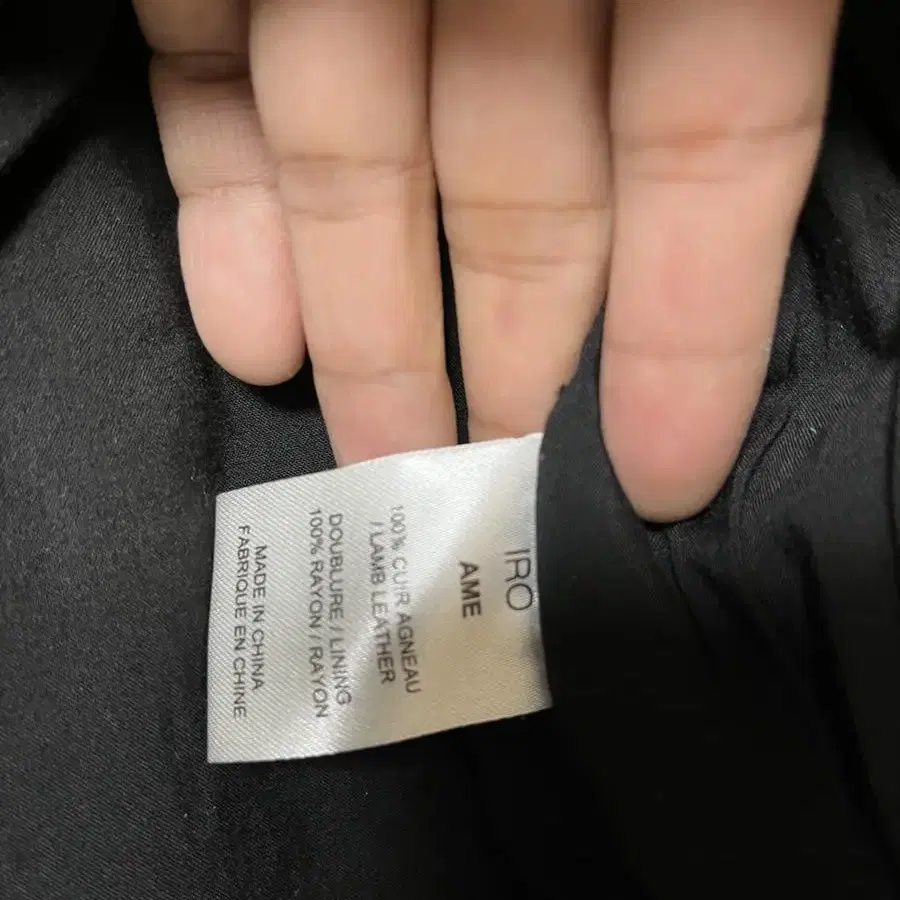 IRO
AME
100% CUIR AGNEAU
/ LAMB LEATHER
DOUBLURE / LINING
100% RAYON / RAYON
MADE IN CHINA
FABRIQUE EN CHINE